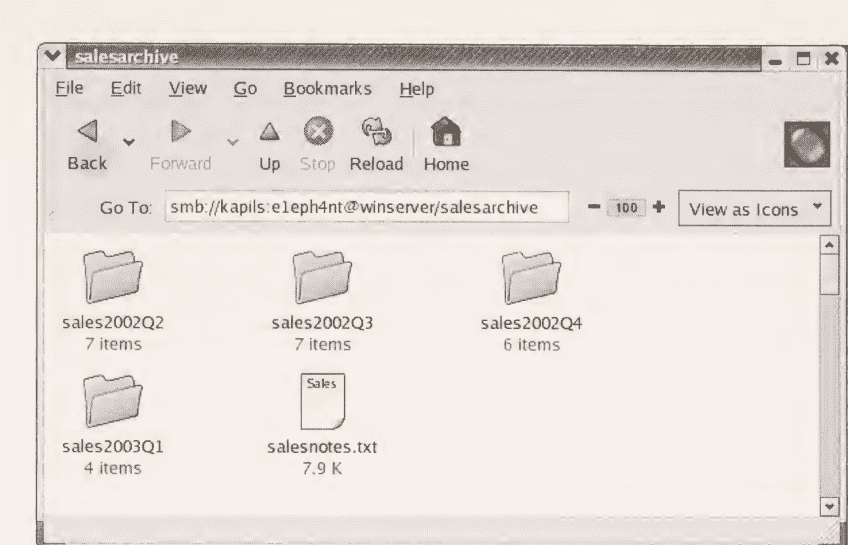 salesarchive
File Edit View Go Bookmarks Help
Back Forward Up Stop Reload Home
Go To: smb://kapils:e1eph4nt@winserver/salesarchive 100 View as Icons
sales2002Q2 sales2002Q3 sales2002Q4
7 items 7 items 6 items
Sales
sales2003Q1 salesnotes.txt
4 items 7.9 K